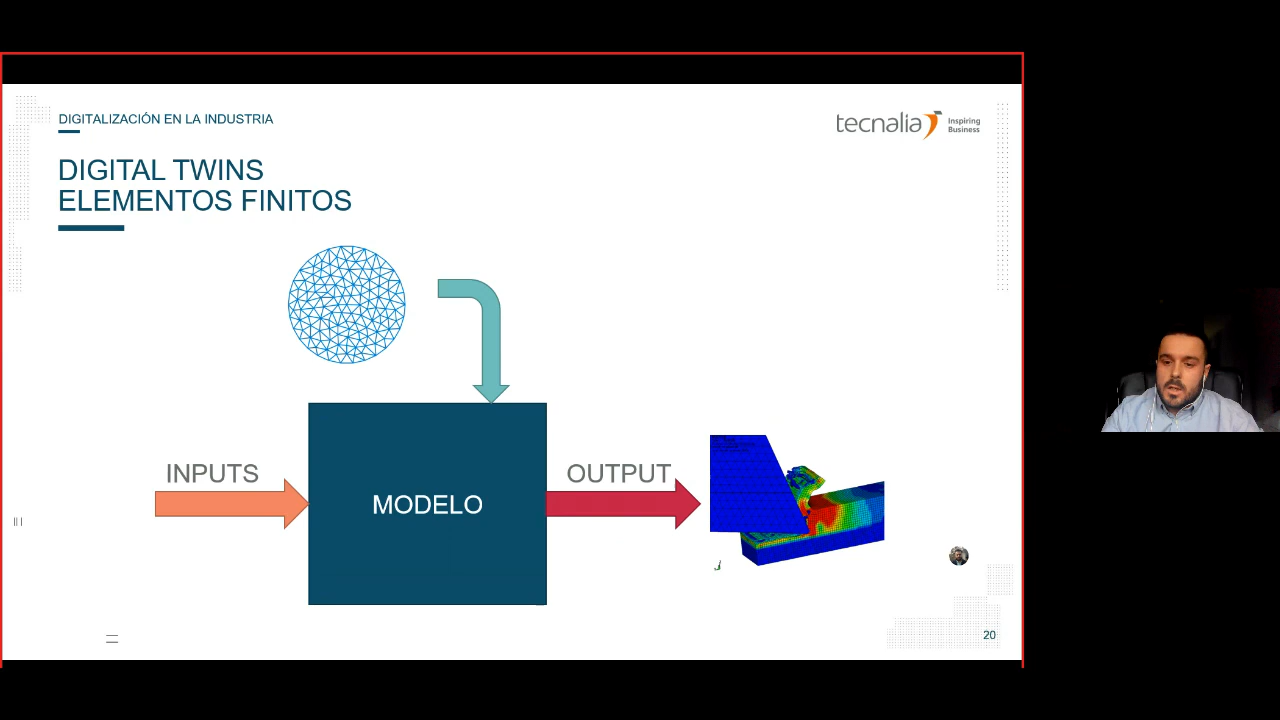 DIGITALIZACIÓN EN LA INDUSTRIA
tecnalia Inspiring
Business
DIGITAL TWINS
ELEMENTOS FINITOS
INPUTS
MODELO
OUTPUT
20